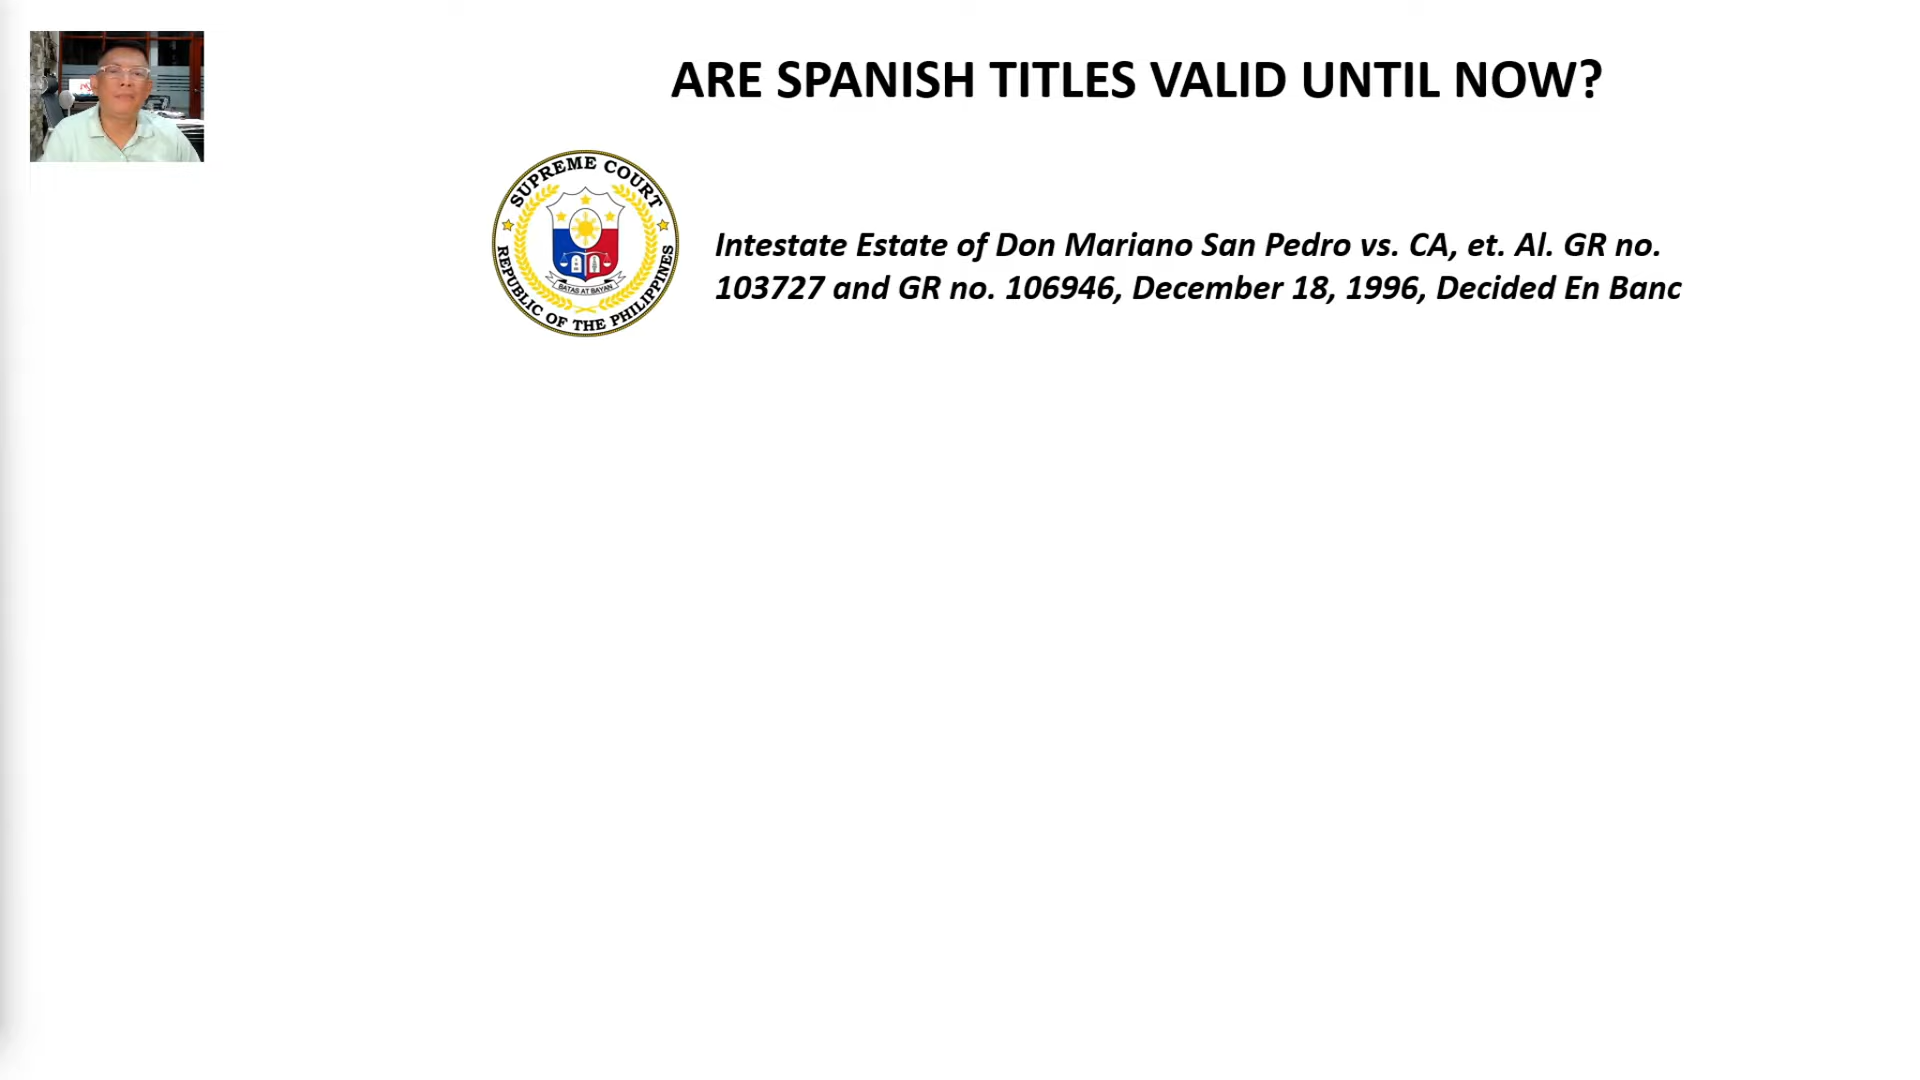 ARE SPANISH TITLES VALID UNTIL NOW?
SUPREME COURT
REPUBLIC OF THE PHILIPPINES
BATAS AT BAYAN
Intestate Estate of Don Mariano San Pedro vs. CA, et. Al. GR no.
103727 and GR no. 106946, December 18, 1996, Decided En Banc